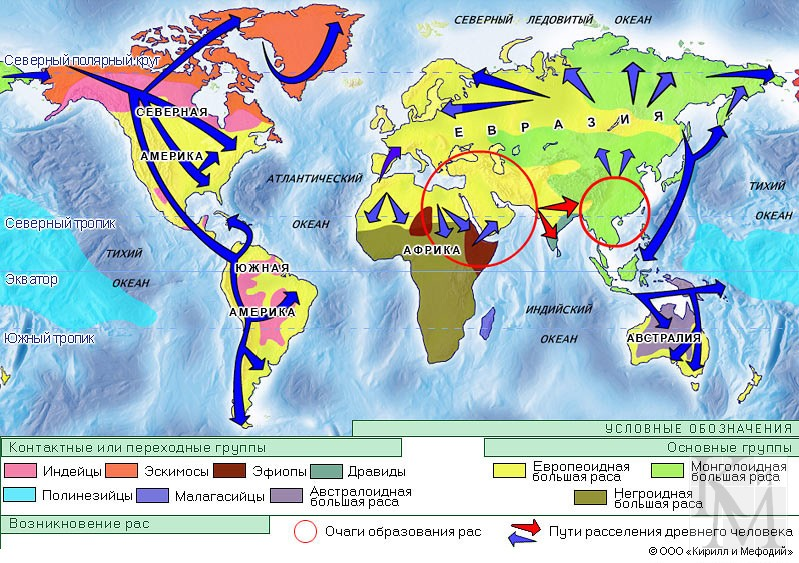 СЕВЕРНЫЙ ЛЕДОВИТЫЙ ОКЕАН
Северный полярный круг
СЕВЕРНАЯ
АМЕРИКА
ЕВРАЗИЯ
АТЛАНТИЧЕСКИЙ
ОКЕАН
ТИХИЙ
ОКЕАН
Северный тропик
ТИХИЙ
ОКЕАН
АФРИКА
Экватор
ЮЖНАЯ
АМЕРИКА
ИНДИЙСКИЙ
ОКЕАН
АВСТРАЛИЯ
Южный тропик
УСЛОВНЫЕ ОБОЗНАЧЕНИЯ
Контактные или переходные группы
Индейцы
Эскимосы
Эфиопы
Дравиды
Полинезийцы
Малагасийцы
Австралоидная
большая раса
Основные группы
Европеоидная
большая раса
Монголоидная
большая раса
Негроидная
большая раса
Возникновение рас
Очаги образования рас
Пути расселения древнего человека
© ООО «Кирилл и Мефодий»